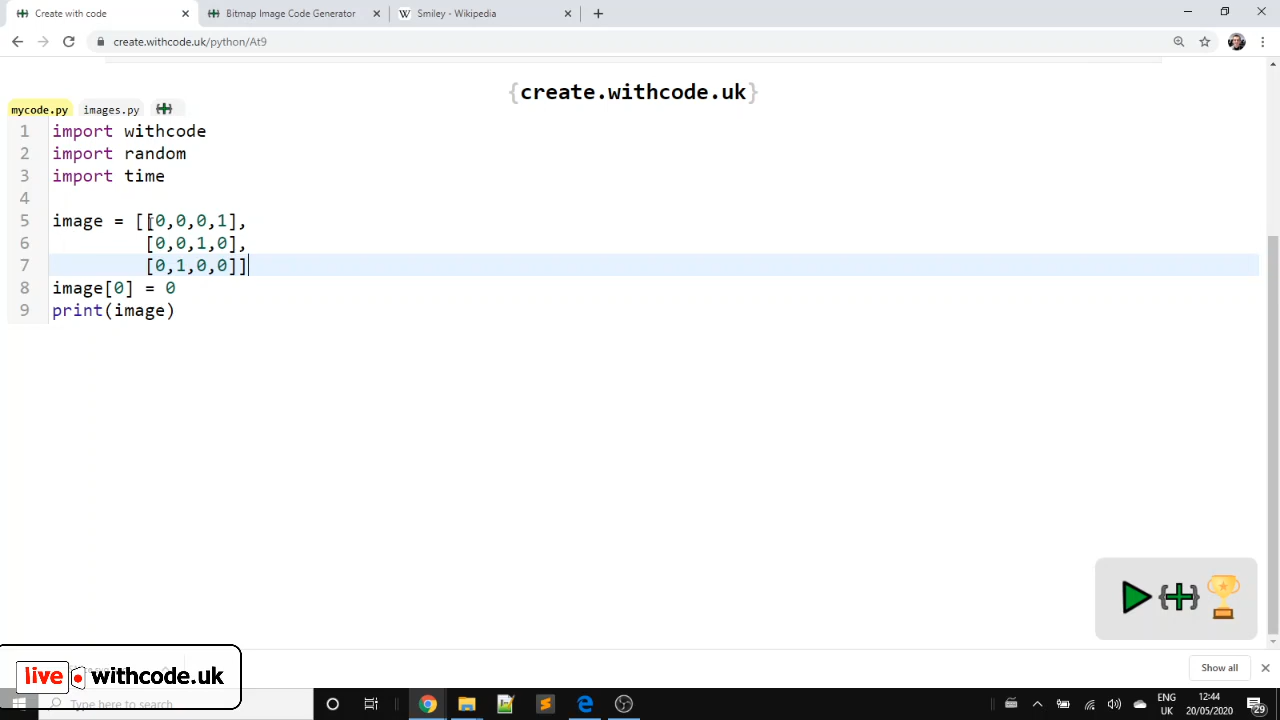 Create with code
Bitmap Image Code Generator
Smiley - Wikipedia
create.withcode.uk/python/At9
{create.withcode.uk}
mycode.py images.py
1 import withcode
2 import random
3 import time
4
5 image = [[0,0,0,1],
6 [0,0,1,0],
7 [0,1,0,0]]
8 image[0] = 0
9 print(image)
live withcode.uk
Show all
Type here to search
ENG
UK
12:44
20/05/2020
29